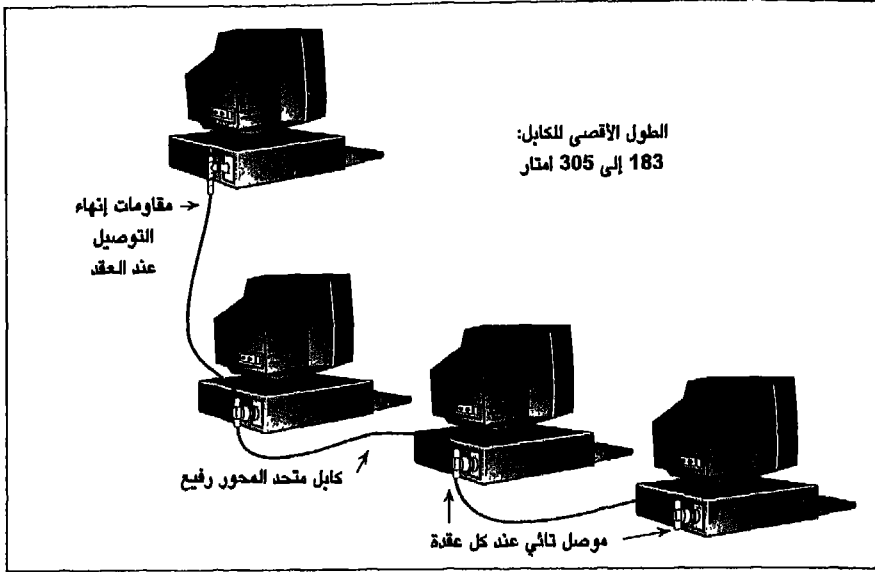 الطول الأقصى للكابل:
183 إلى 305 امتار
مقاومات إنهاء
التوصيل
عند العقد
كابل متحد المحور رفيع
موصل تائي عند كل عقدة